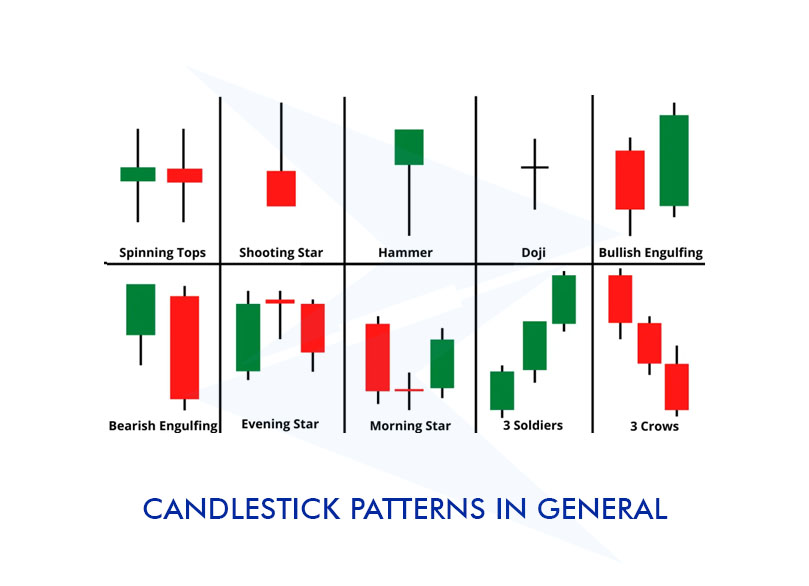 Spinning Tops
Shooting Star
Hammer
Doji
Bullish Engulfing
Bearish Engulfing
Evening Star
Morning Star
3 Soldiers
3 Crows
CANDLESTICK PATTERNS IN GENERAL